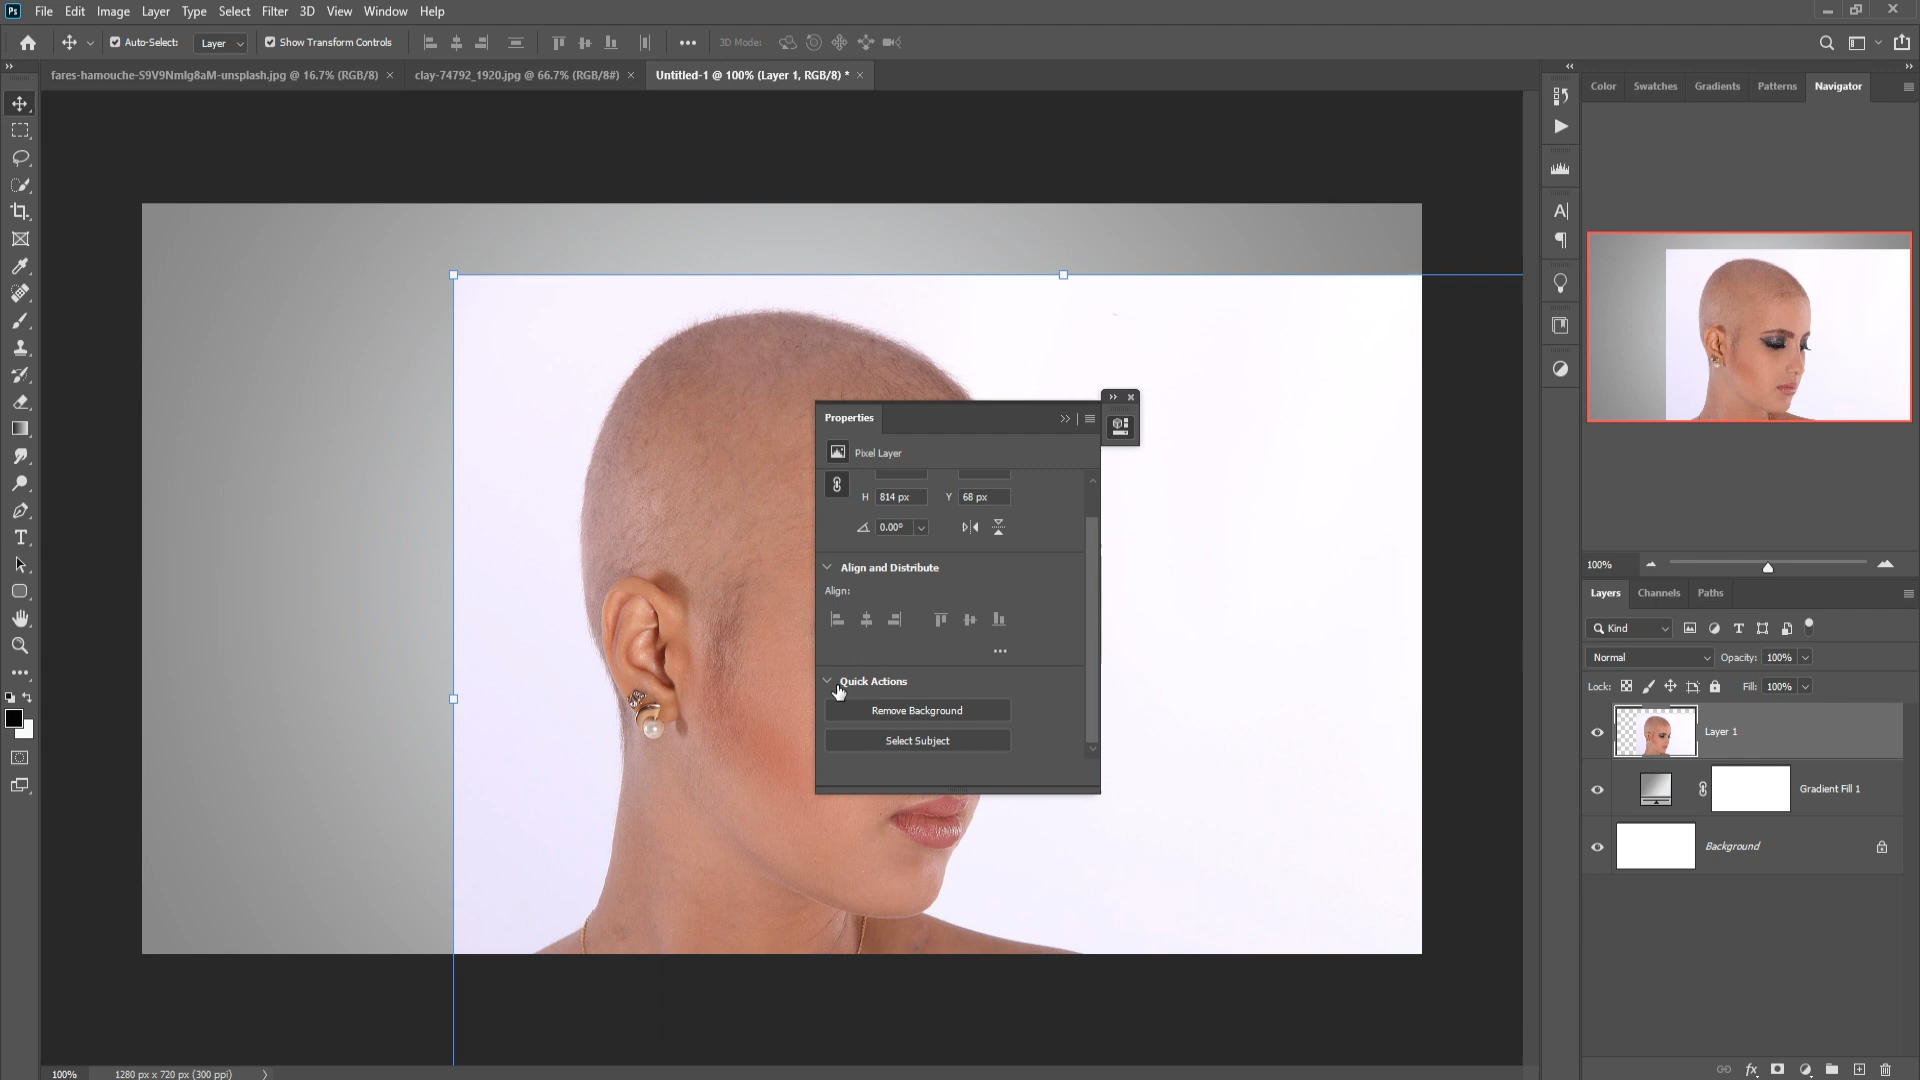 Ps File Edit Image Layer Type Select Filter 3D View Window Help
Auto-Select: Layer Show Transform Controls 3D Mode:
fares-hamouche-S9V9Nmlg8aM-unsplash.jpg @ 16.7% (RGB/8) × clay-74792_1920.jpg @ 66.7% (RGB/8#) × Untitled-1 @ 100% (Layer 1, RGB/8) * ×
Color Swatches Gradients Patterns Navigator
Properties
Pixel Layer
H 814 px Y 68 px
0.00°
Align and Distribute
Align:
Quick Actions
Remove Background
Select Subject
100%
Layers Channels Paths
Kind
Normal Opacity: 100%
Lock: Fill: 100%
Layer 1
Gradient Fill 1
Background
100% 1280 px x 720 px (300 ppi)